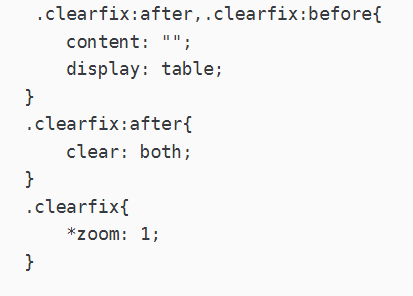 .clearfix:after,.clearfix:before{
    content: "";
    display: table;
}
.clearfix:after{
    clear: both;
}
.clearfix{
    *zoom: 1;
}